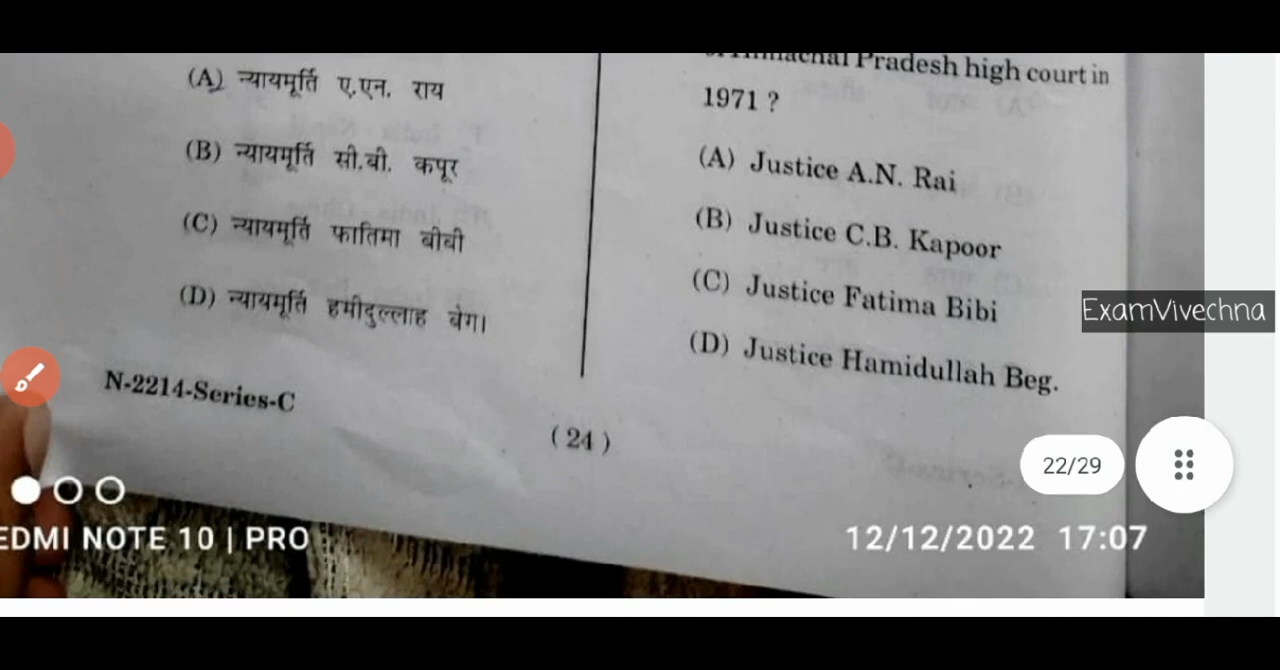 (A) न्यायमूर्ति ए.एन. राय
(B) न्यायमूर्ति सी.बी. कपूर
(C) न्यायमूर्ति फातिमा बीबी
(D) न्यायमूर्ति हमीदुल्लाह बेग।
N-2214-Series-C
Pradesh high court in
1971 ?
(A) Justice A.N. Rai
(B) Justice C.B. Kapoor
(C) Justice Fatima Bibi
(D) Justice Hamidullah Beg.
( 24 )
ExamVivechna
22/29
EDMI NOTE 10 | PRO
12/12/2022 17:07